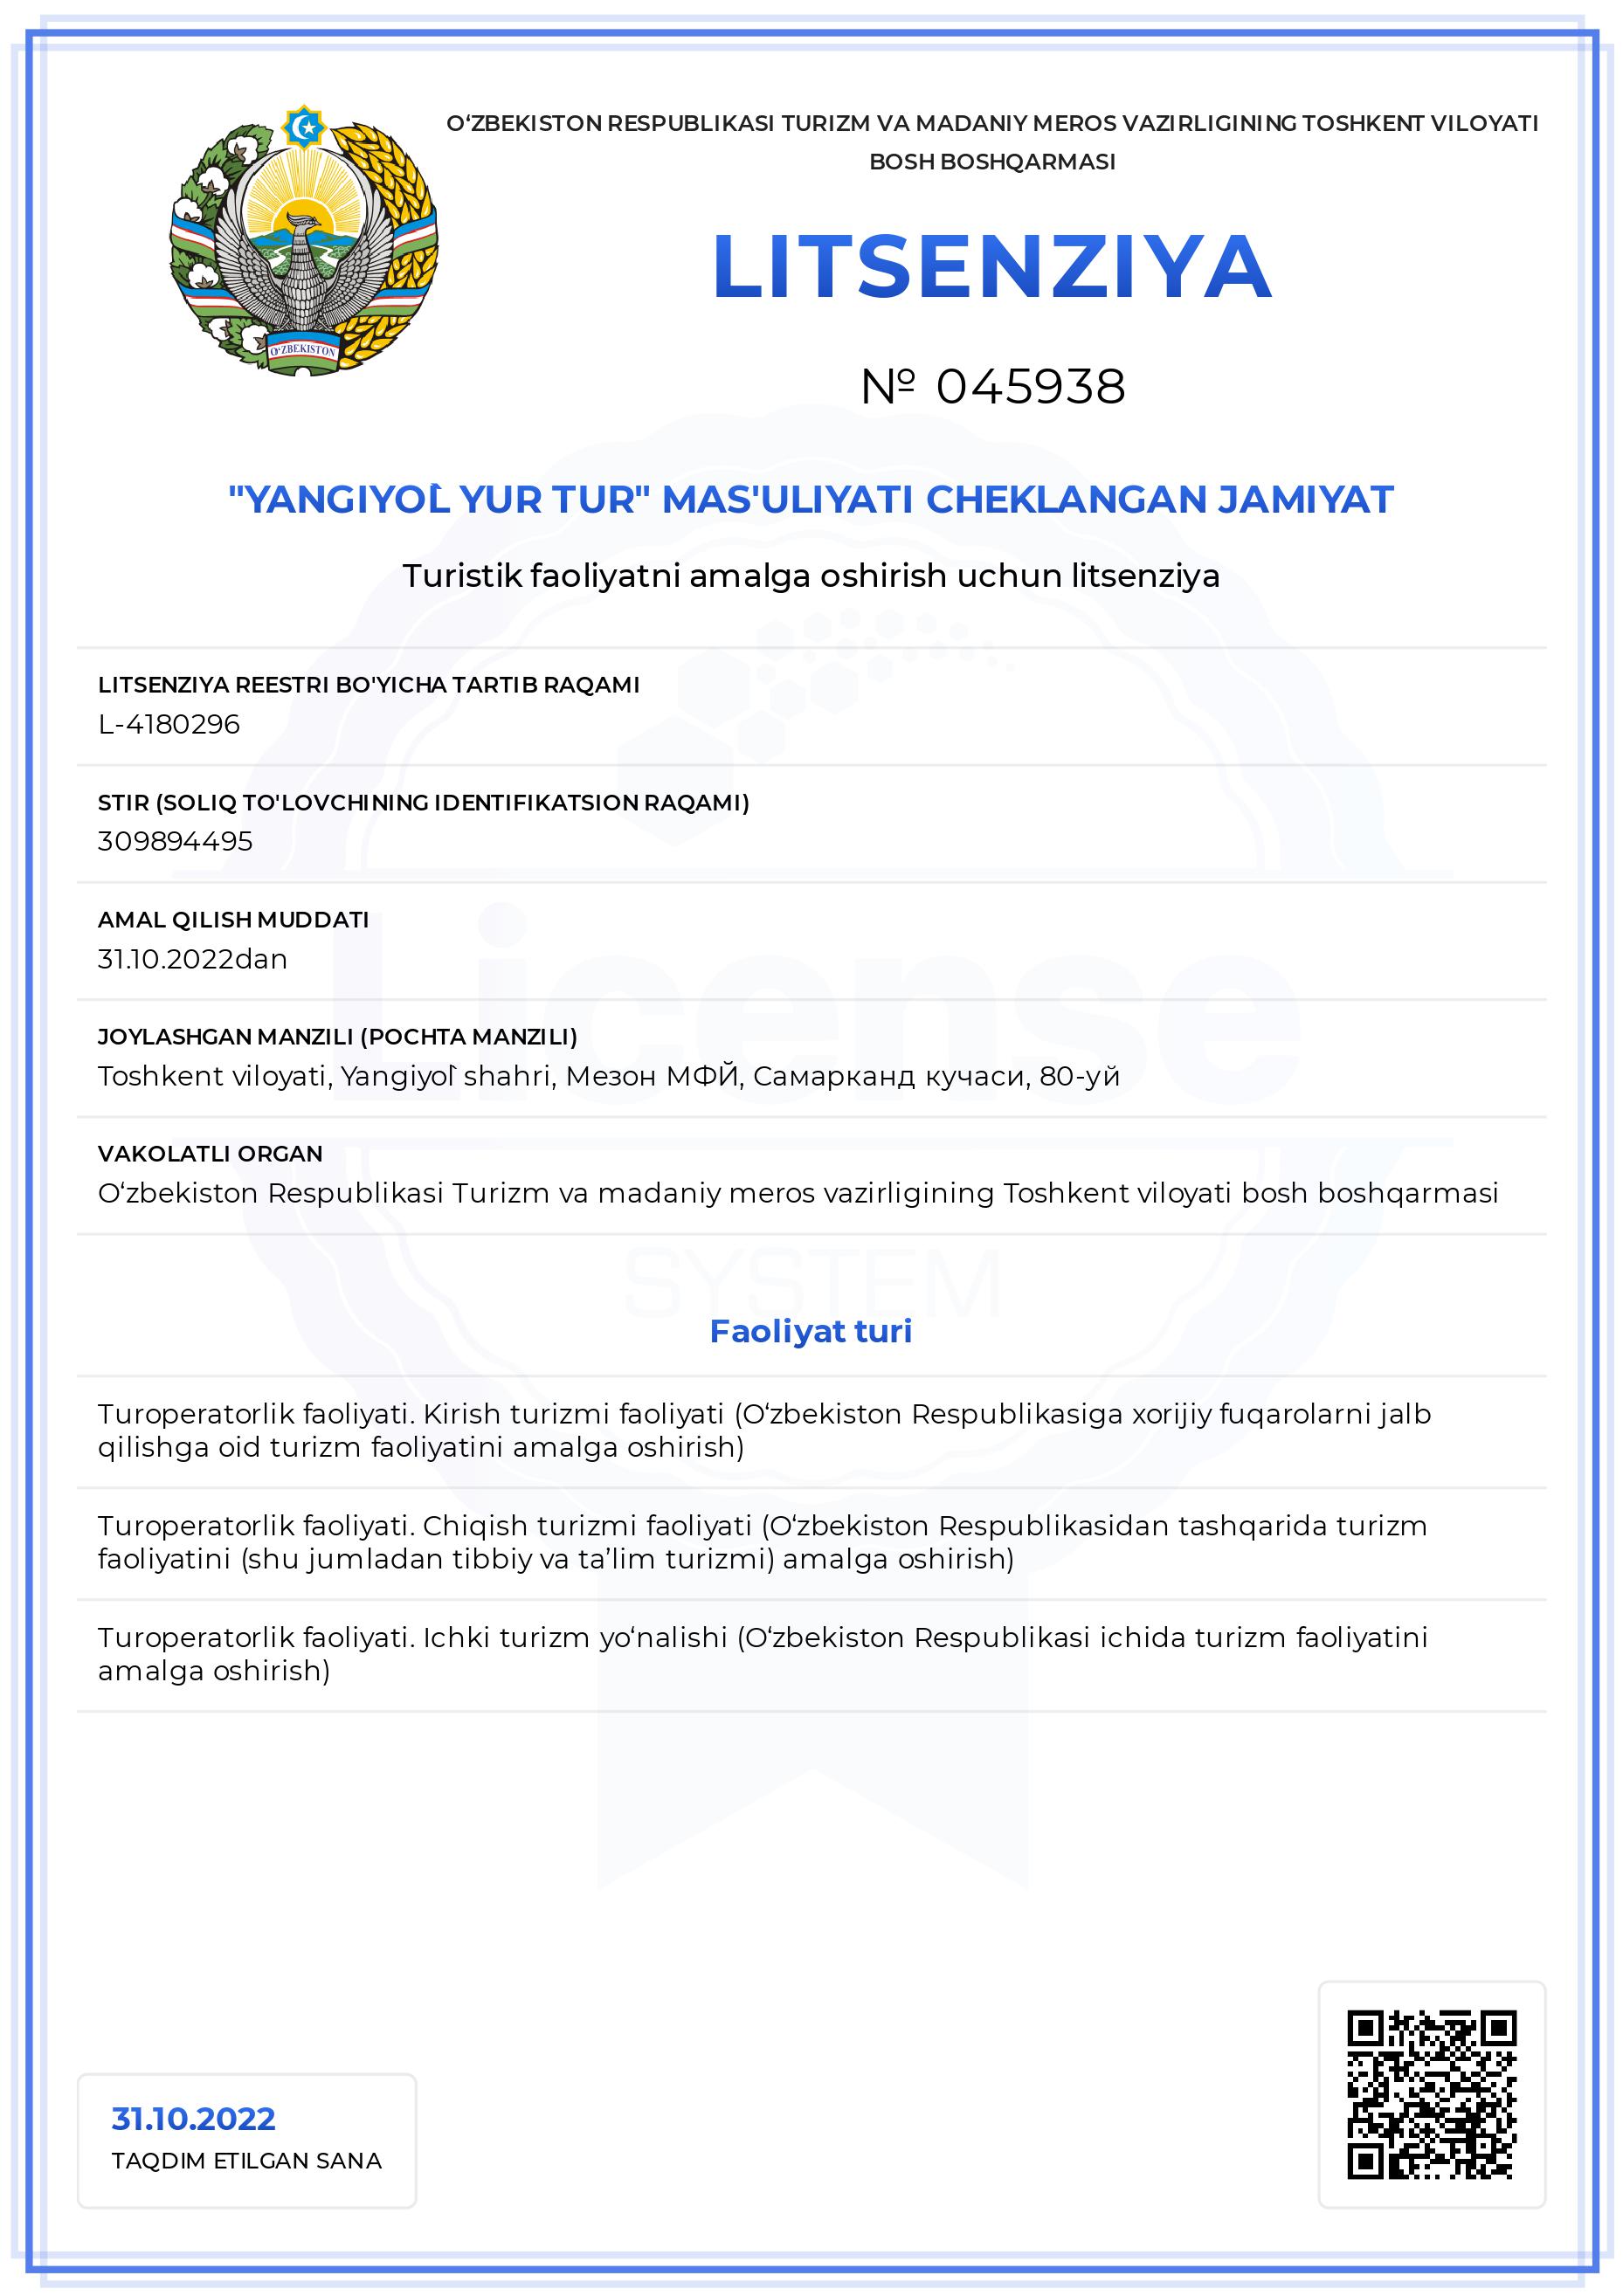 O‘ZBEKISTON RESPUBLIKASI TURIZM VA MADANIY MEROS VAZIRLIGINING TOSHKENT VILOYATI
BOSH BOSHQARMASI
O‘ZBEKISTON
LITSENZIYA
№ 045938
"YANGIYOL̀ YUR TUR" MAS'ULIYATI CHEKLANGAN JAMIYAT
Turistik faoliyatni amalga oshirish uchun litsenziya
LITSENZIYA REESTRI BO'YICHA TARTIB RAQAMI
L-4180296
STIR (SOLIQ TO'LOVCHINING IDENTIFIKATSION RAQAMI)
309894495
AMAL QILISH MUDDATI
31.10.2022dan
License
JOYLASHGAN MANZILI (POCHTA MANZILI)
Toshkent viloyati, Yangiyol̀ shahri, Мезон МФЙ, Самарканд кучаси, 80-уй
VAKOLATLI ORGAN
O‘zbekiston Respublikasi Turizm va madaniy meros vazirligining Toshkent viloyati bosh boshqarmasi
SYSTEM
Faoliyat turi
Turoperatorlik faoliyati. Kirish turizmi faoliyati (O‘zbekiston Respublikasiga xorijiy fuqarolarni jalb
qilishga oid turizm faoliyatini amalga oshirish)
Turoperatorlik faoliyati. Chiqish turizmi faoliyati (O‘zbekiston Respublikasidan tashqarida turizm
faoliyatini (shu jumladan tibbiy va ta’lim turizmi) amalga oshirish)
Turoperatorlik faoliyati. Ichki turizm yo‘nalishi (O‘zbekiston Respublikasi ichida turizm faoliyatini
amalga oshirish)
31.10.2022
TAQDIM ETILGAN SANA